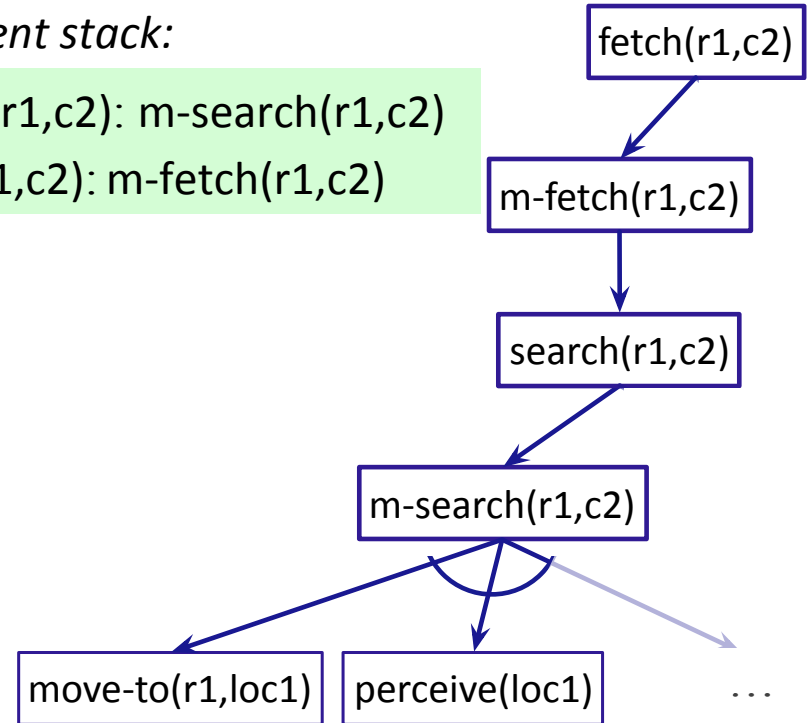 ent stack:
r1,c2): m-search(r1,c2)
1,c2): m-fetch(r1,c2)
fetch(r1,c2)
m-fetch(r1,c2)
search(r1,c2)
m-search(r1,c2)
move-to(r1,loc1)
perceive(loc1)
...